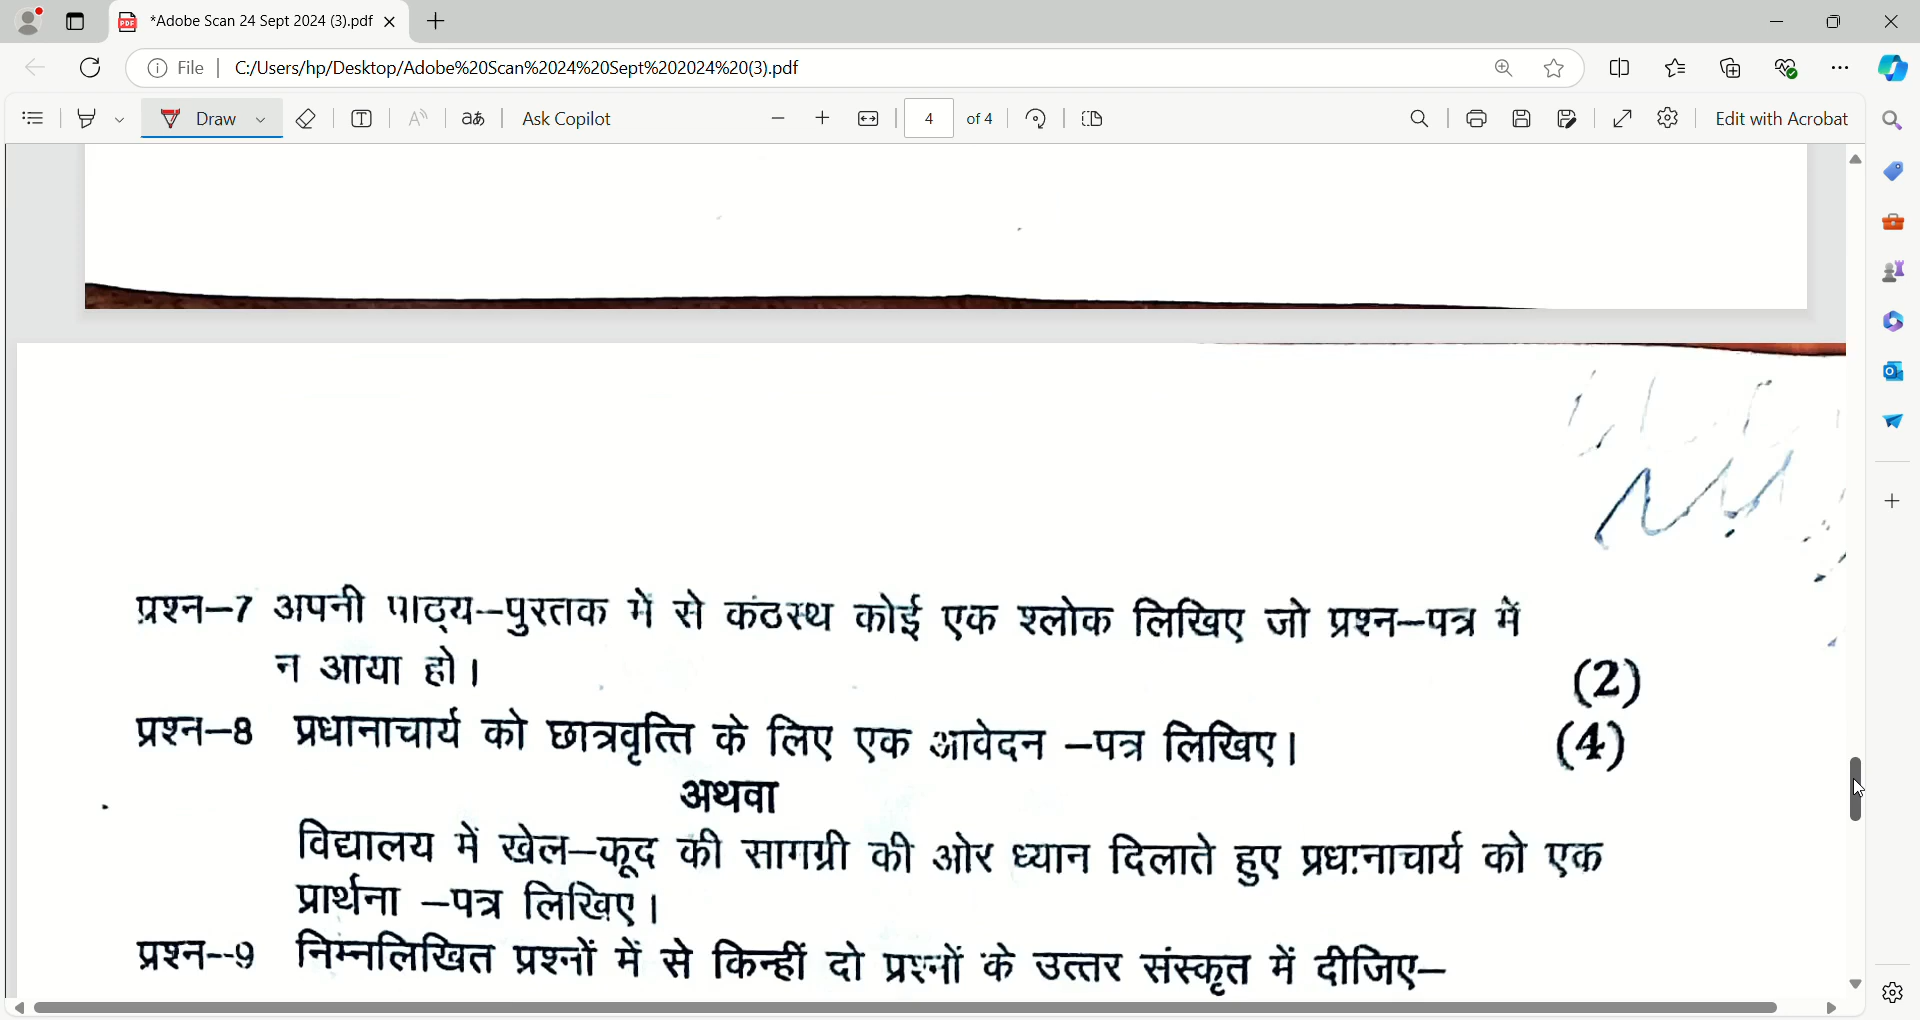 *Adobe Scan 24 Sept 2024 (3).pdf
File
C:/Users/hp/Desktop/Adobe%20Scan%2024%20Sept%202024%20(3).pdf
Draw
aあ
Ask Copilot
4 of 4
Edit with Acrobat
प्रश्न–7 अपनी पाठ्य–पुस्तक में से कंठस्थ कोई एक श्लोक लिखिए जो प्रश्न–पत्र में
न आया हो। (2)
प्रश्न–8 प्रधानाचार्य को छात्रवृत्ति के लिए एक आवेदन –पत्र लिखिए। (4)
अथवा
विद्यालय में खेल–कूद की सामग्री की ओर ध्यान दिलाते हुए प्रधानाचार्य को एक
प्रार्थना –पत्र लिखिए।
प्रश्न–9 निम्नलिखित प्रश्नों में से किन्हीं दो प्रश्नों के उत्तर संस्कृत में दीजिए–